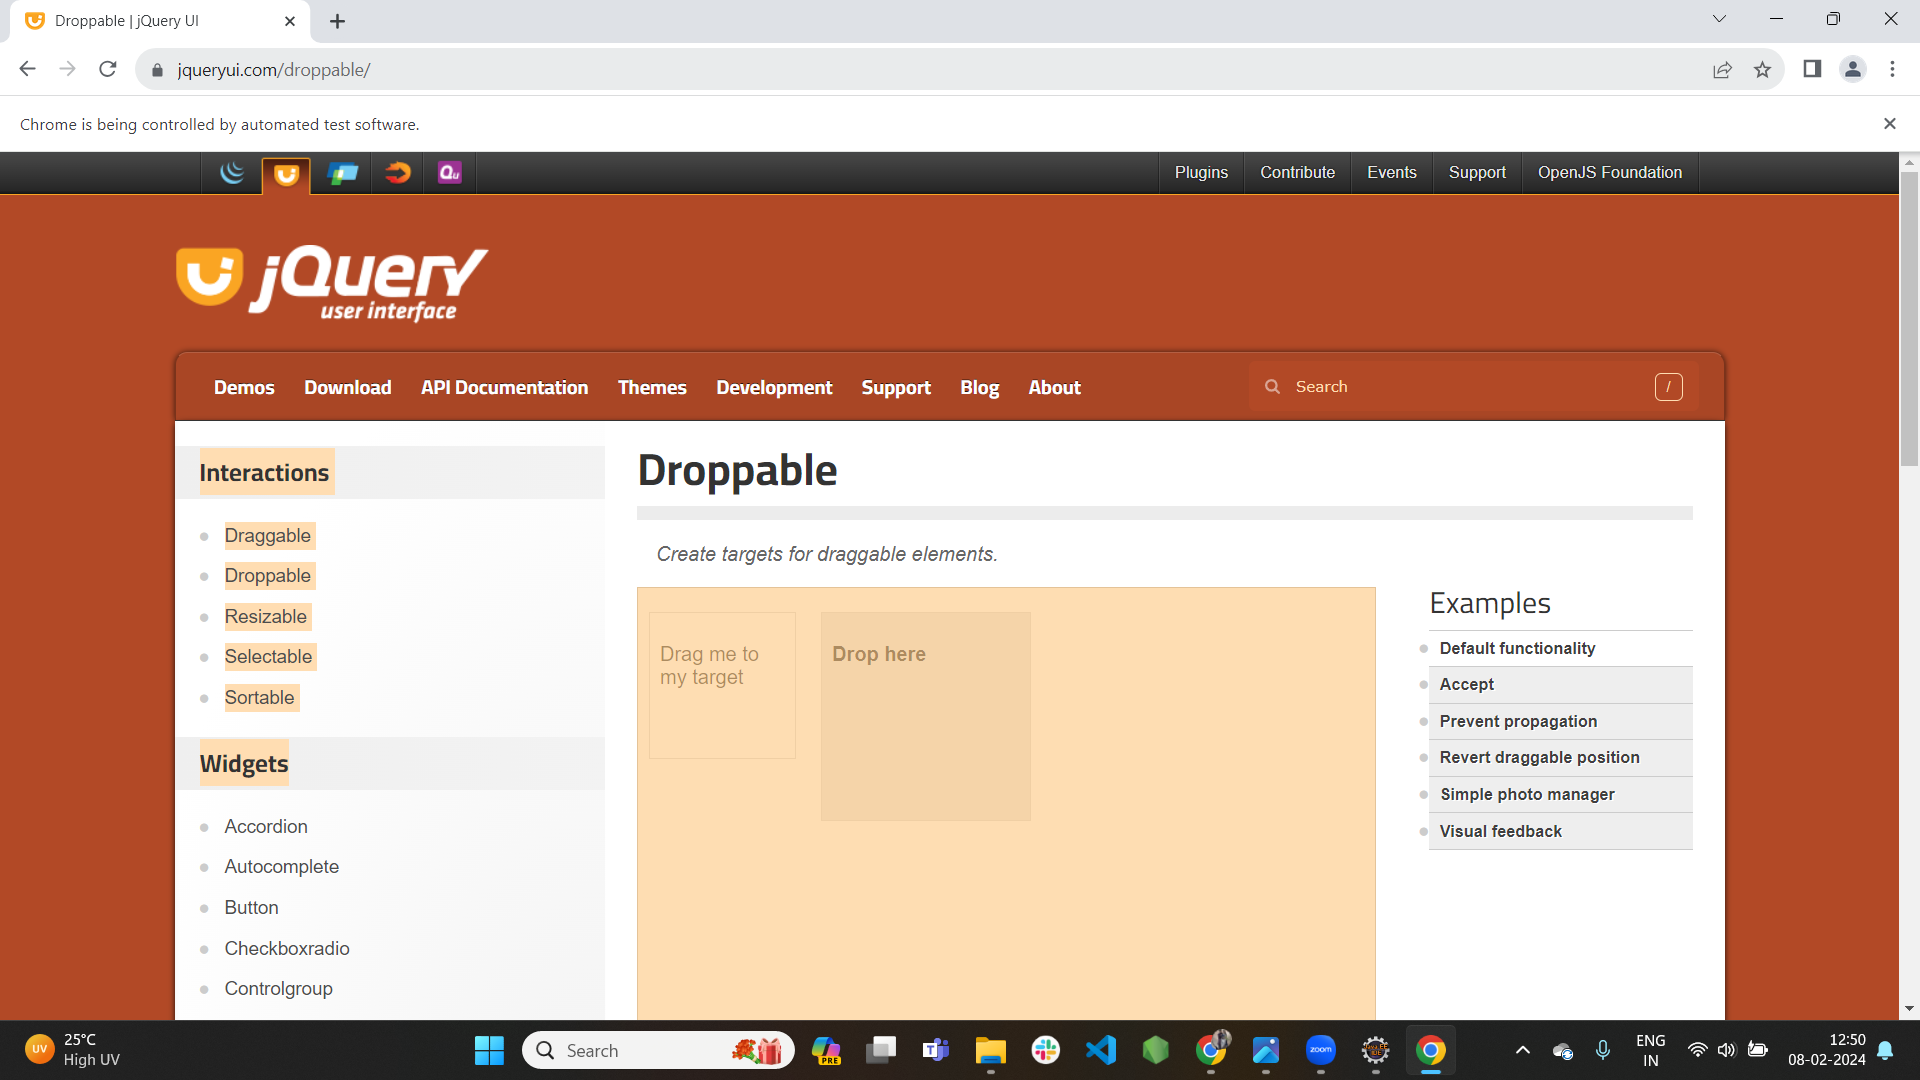 Droppable | jQuery UI
jqueryui.com/droppable/
Chrome is being controlled by automated test software.
Plugins Contribute Events Support OpenJS Foundation
jQuery
user interface
Demos Download API Documentation Themes Development Support Blog About Search /
Interactions
Draggable
Droppable
Resizable
Selectable
Sortable
Widgets
Accordion
Autocomplete
Button
Checkboxradio
Controlgroup
Droppable
Create targets for draggable elements.
Drag me to
my target
Drop here
Examples
Default functionality
Accept
Prevent propagation
Revert draggable position
Simple photo manager
Visual feedback
UV
25°C
High UV
Search
PRE
zoom
ENG
IN
12:50
08-02-2024